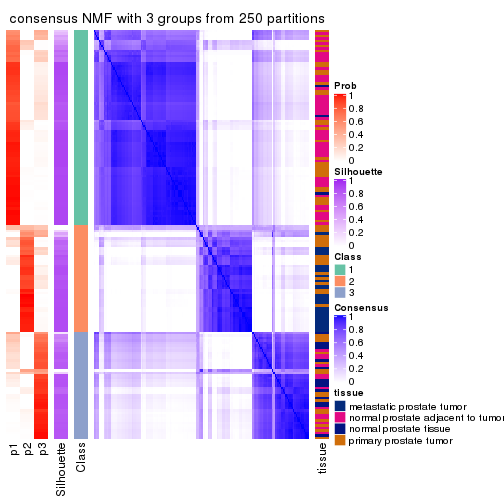 consensus NMF with 3 groups from 250 partitions
Prob
1
0.8
0.6
0.4
0.2
0
Silhouette
1
0.8
0.6
0.4
0.2
0
Class
1
2
3
Consensus
1
0.8
0.6
0.4
0.2
0
tissue
metastatic prostate tumor
normal prostate adjacent to tumor
normal prostate tissue
primary prostate tumor
p1
p2
p3
Silhouette
Class
tissue